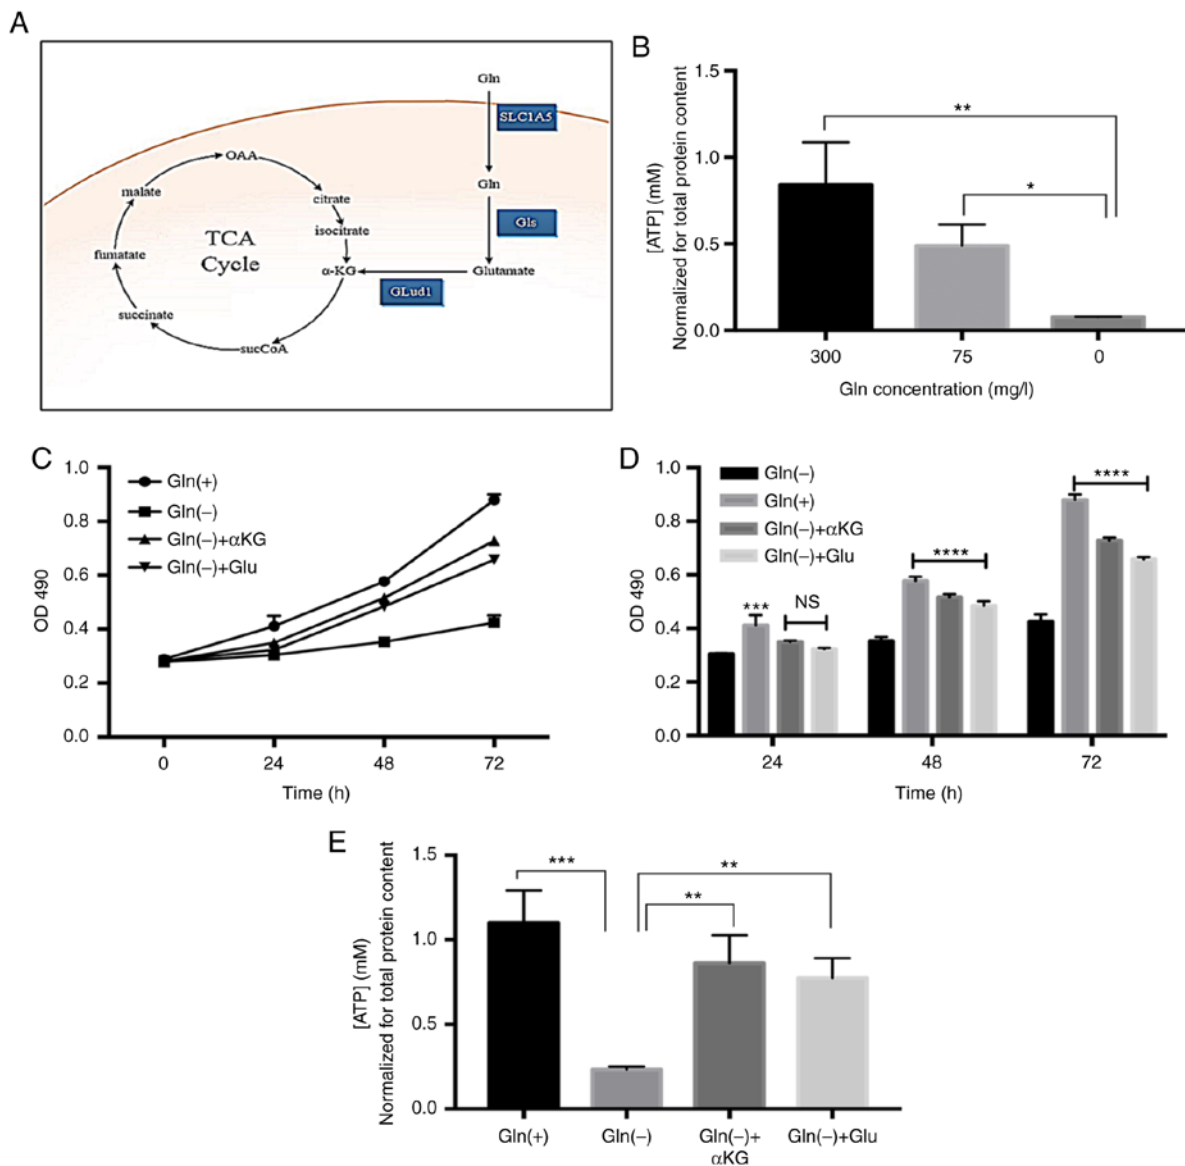 A
Gln
SLC1A5
Gln
Gls
Glutamate
GLud1
OAA
citrate
isocitrate
α-KG
sucCoA
succinate
fumatate
malate
TCA
Cycle
B
[ATP] (mM)
Normalized for total protein content
1.5
1.0
0.5
0.0
**
*
300 75 0
Gln concentration (mg/l)
C
OD 490
1.0
0.8
0.6
0.4
0.2
0.0
Gln(+)
Gln(–)
Gln(–)+αKG
Gln(–)+Glu
0 24 48 72
Time (h)
D
OD 490
1.0
0.8
0.6
0.4
0.2
0.0
Gln(–)
Gln(+)
Gln(–)+αKG
Gln(–)+Glu
***
NS
****
****
24 48 72
Time (h)
E
[ATP] (mM)
Normalized for total protein content
1.5
1.0
0.5
0.0
***
**
**
Gln(+) Gln(–) Gln(–)+ Gln(–)+Glu
αKG